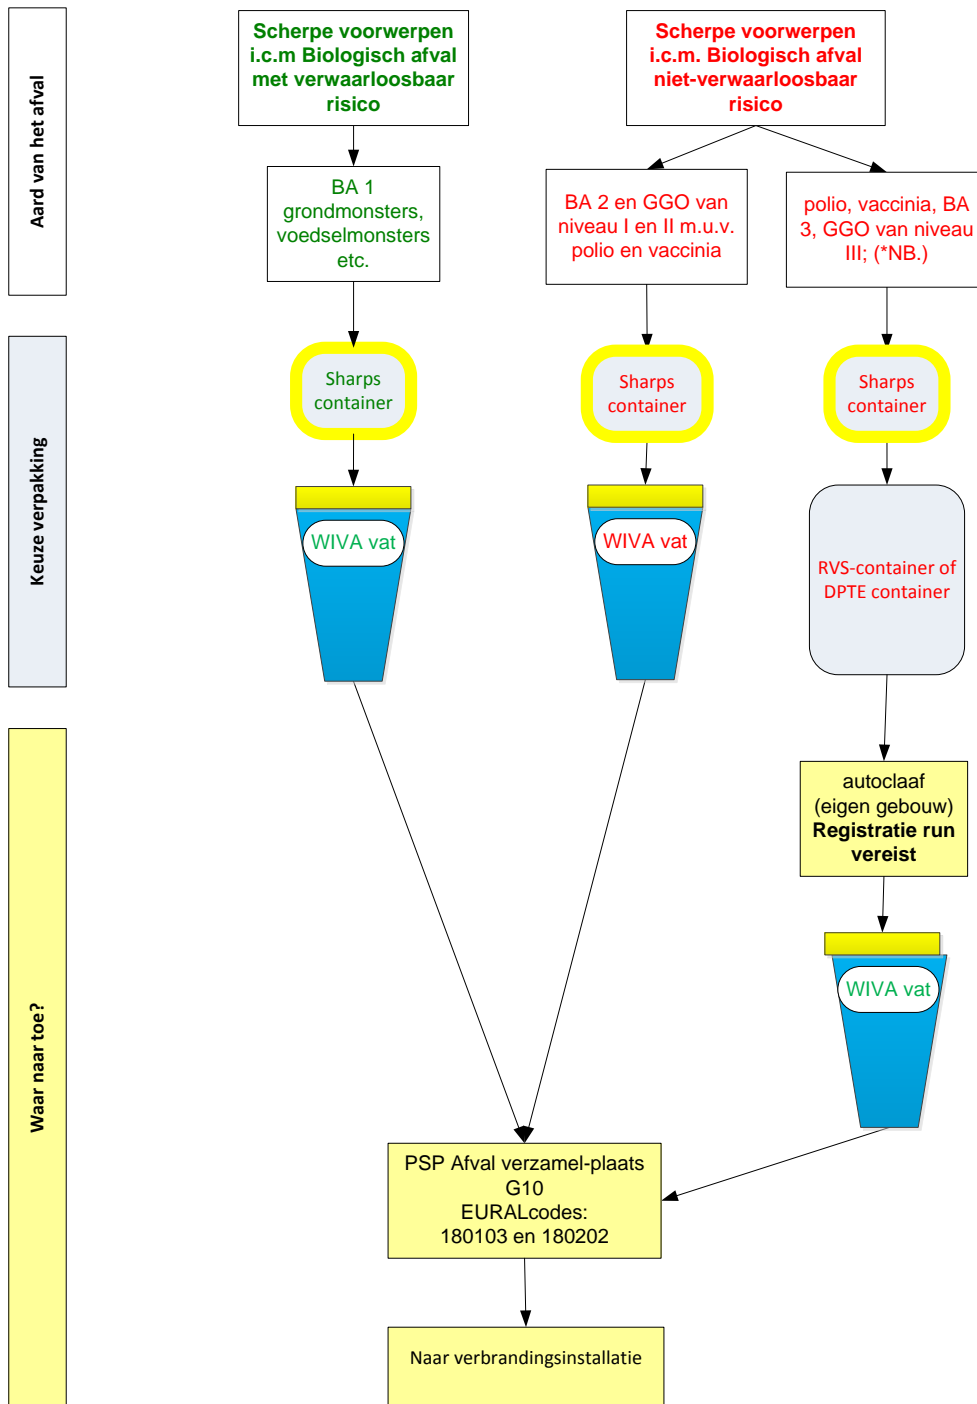 Aard van het afval
Scherpe voorwerpen
i.c.m Biologisch afval
met verwaarloosbaar
risico
Scherpe voorwerpen
i.c.m. Biologisch afval
niet-verwaarloosbaar
risico
BA 1
grondmonsters,
voedselmonsters
etc.
BA 2 en GGO van
niveau I en II m.u.v.
polio en vaccinia
polio, vaccinia, BA
3, GGO van niveau
III; (*NB.)
Keuze verpakking
Sharps
container
Sharps
container
Sharps
container
WIVA vat
WIVA vat
RVS-container of
DPTE container
Waar naar toe?
autoclaaf
(eigen gebouw)
Registratie run
vereist
WIVA vat
PSP Afval verzamel-plaats
G10
EURALcodes:
180103 en 180202
Naar verbrandingsinstallatie